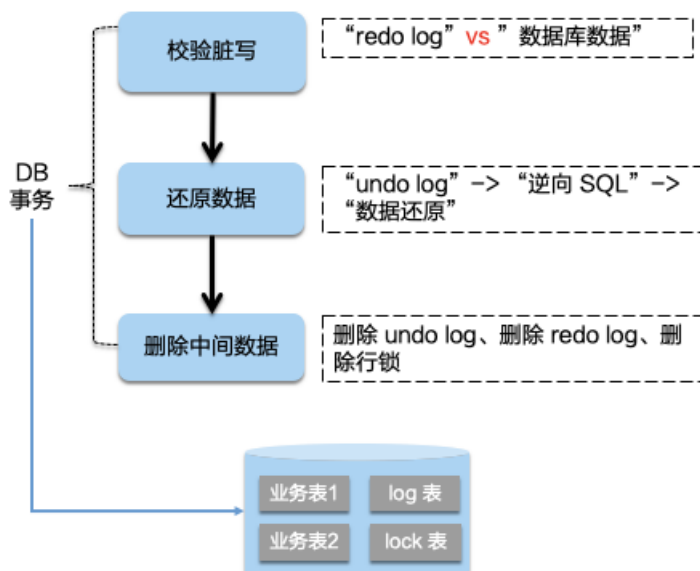 校验脏写
“redo log” vs ” 数据库数据”
DB
事务
还原数据
“undo log” -> “逆向 SQL” ->
“数据还原”
删除中间数据
删除 undo log、删除 redo log、删
除行锁
业务表1
log 表
业务表2
lock 表